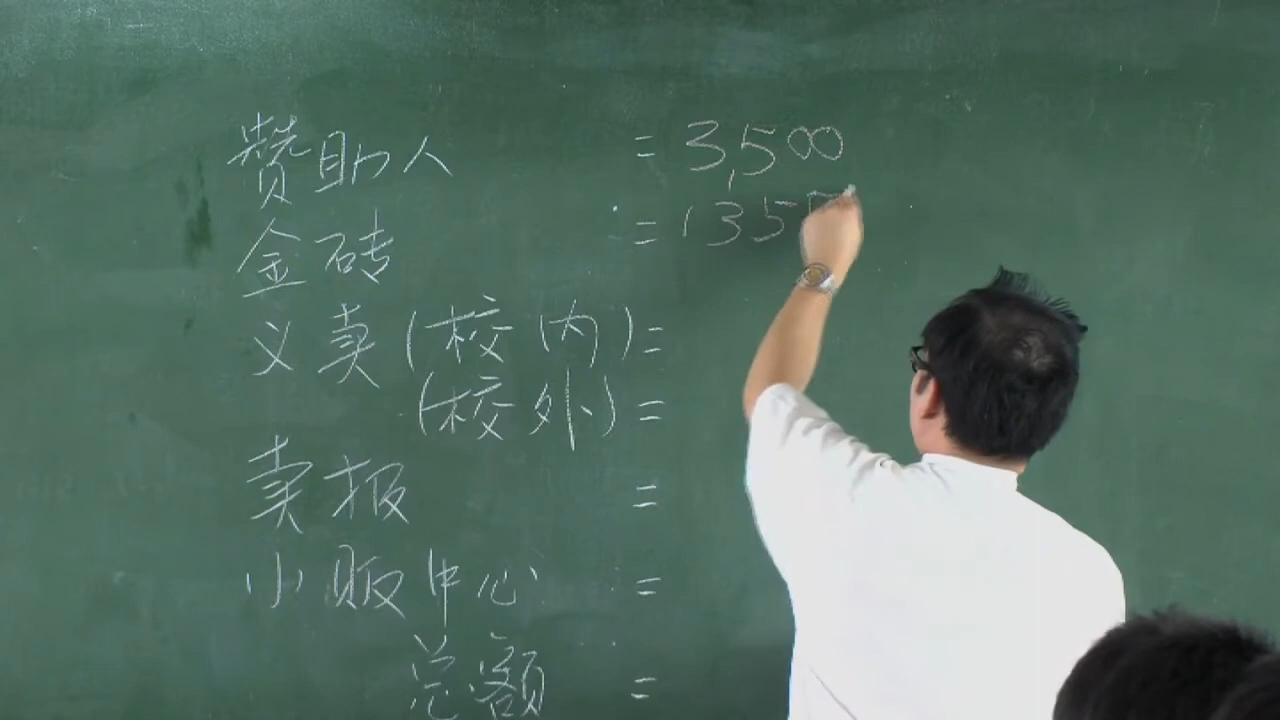 赞助人 = 3,500
金砖 = 135
义卖(校内) =
(校外) =
卖报 =
小贩中心 =
总额 =